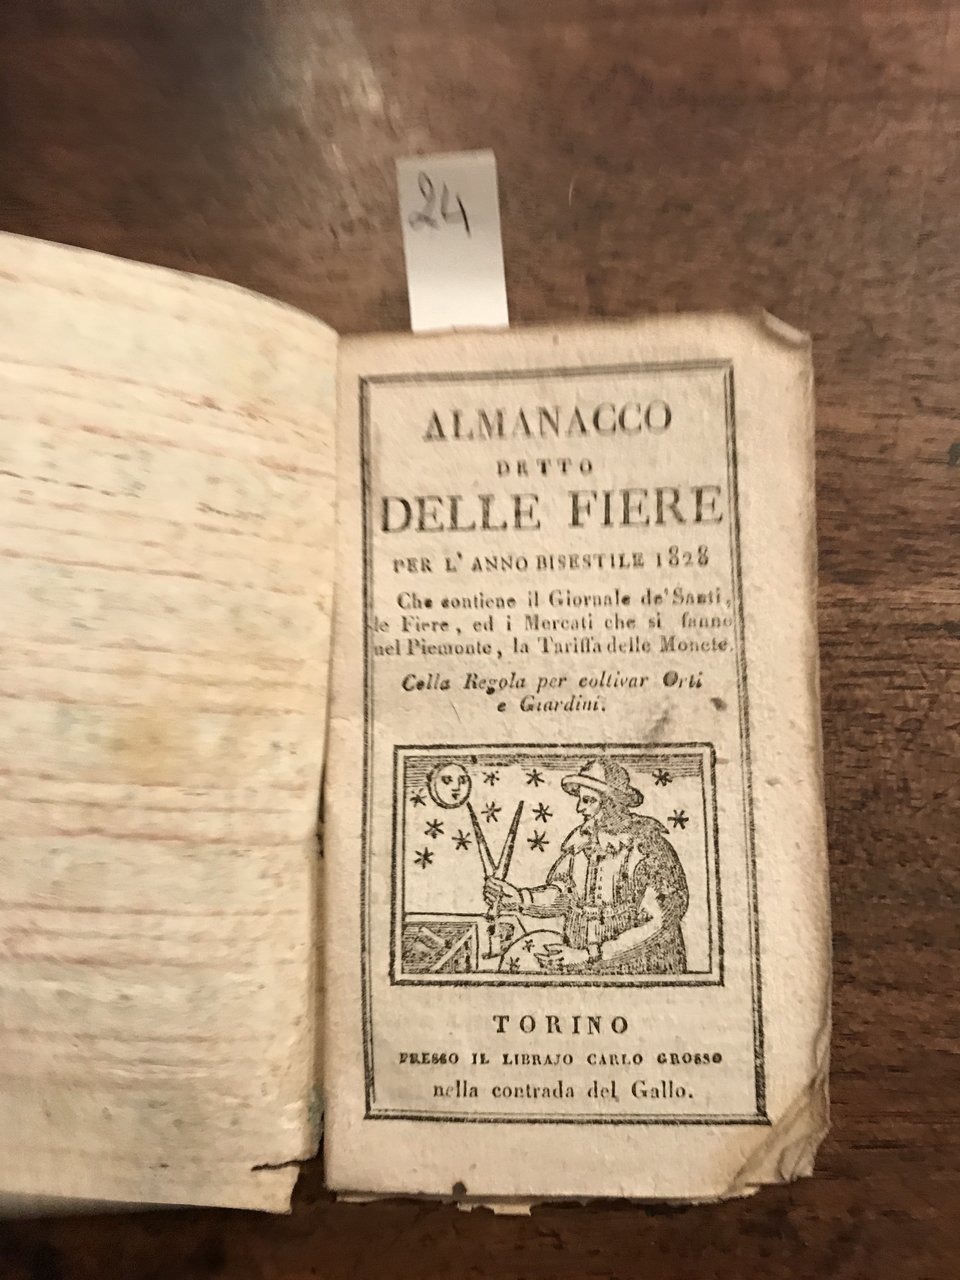 24
ALMANACCO
DETTO
DELLE FIERE
PER L' ANNO BISESTILE 1828
Che contiene il Giornale de' Santi,
le Fiere, ed i Mercati che si fanno
nel Piemonte, la Tariffa delle Monete.
Colla Regola per coltivar Orti
e Giardini.
TORINO
PRESSO IL LIBRAJO CARLO GROSSO
nella contrada del Gallo.